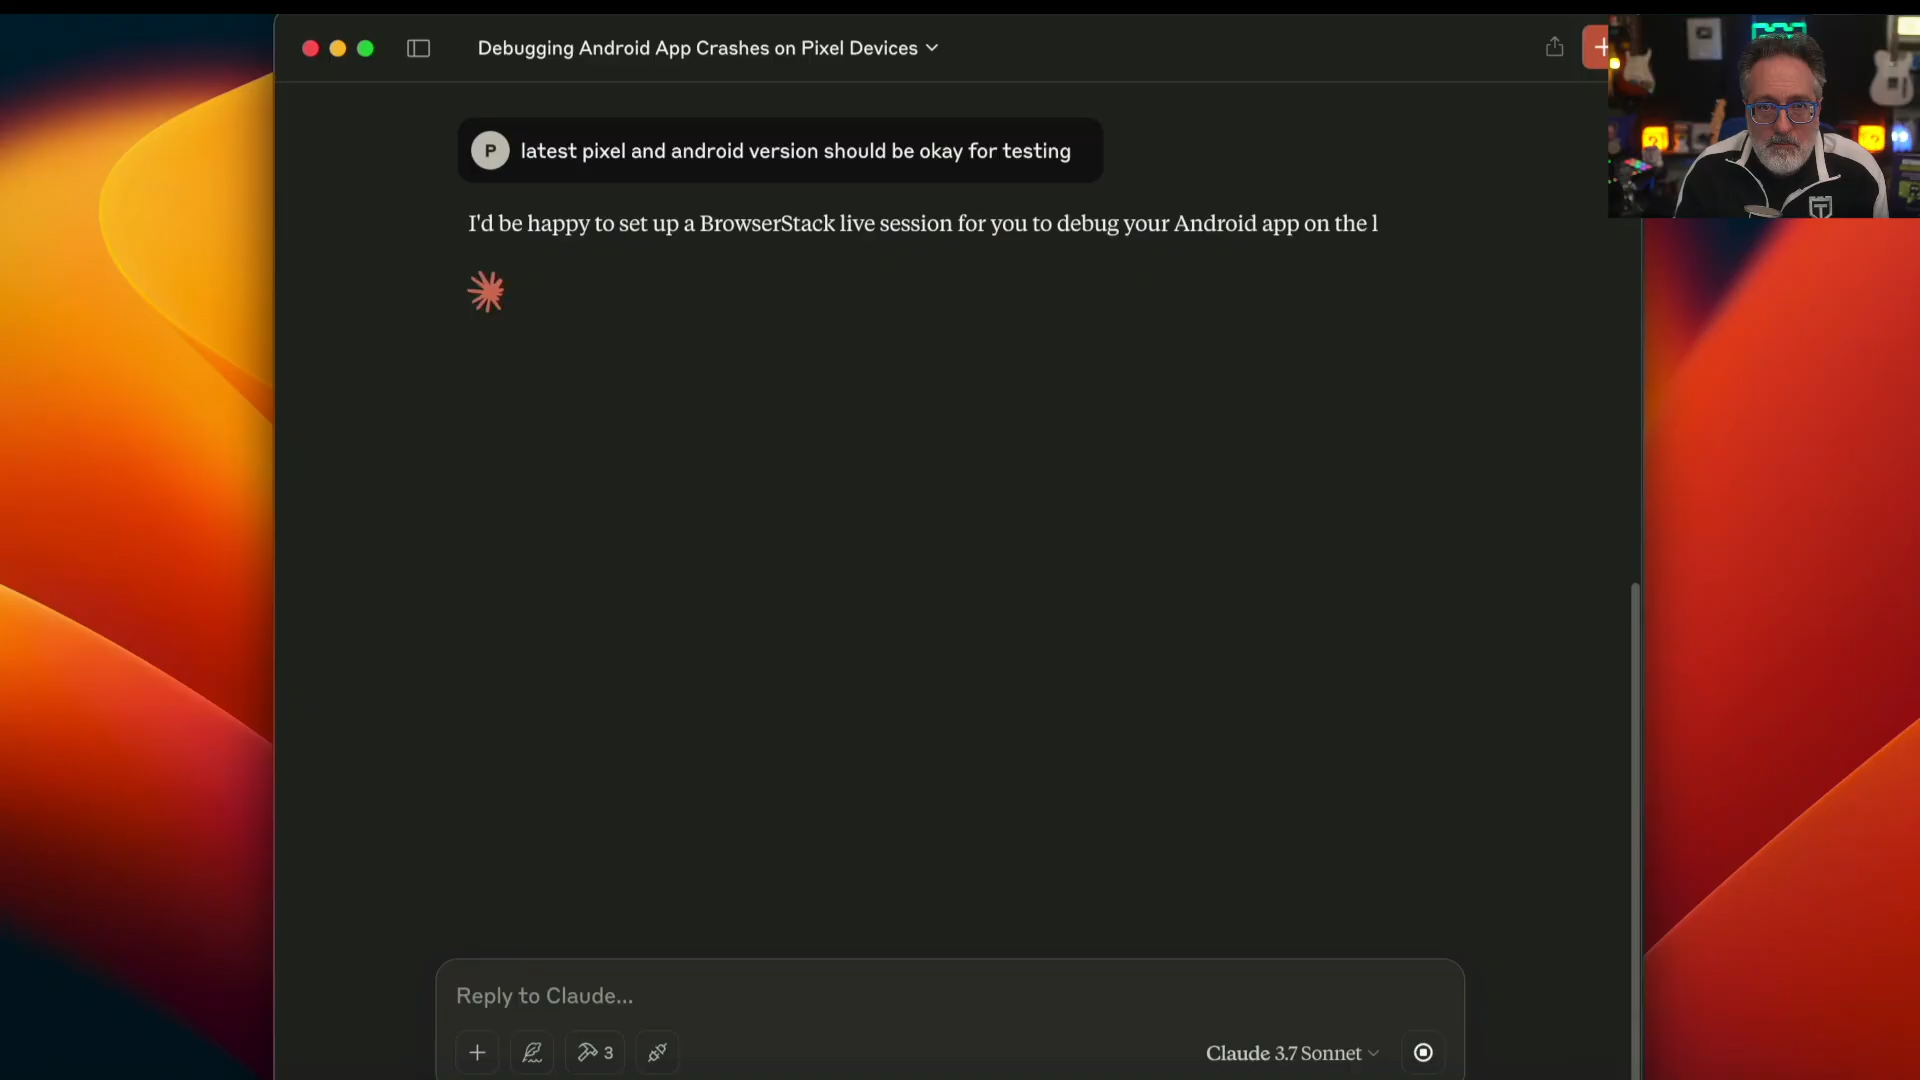 Debugging Android App Crashes on Pixel Devices
P latest pixel and android version should be okay for testing
I'd be happy to set up a BrowserStack live session for you to debug your Android app on the l
Reply to Claude...
3
Claude 3.7 Sonnet